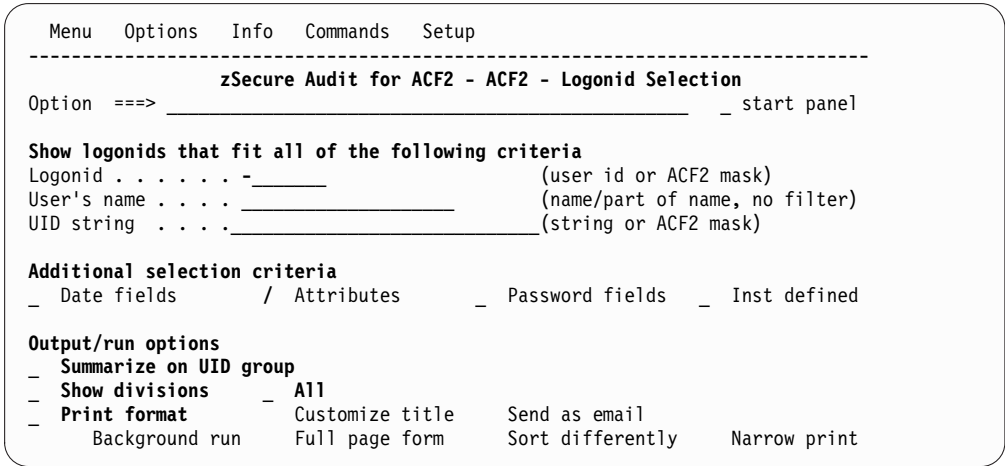 Menu Options Info Commands Setup
-------------------------------------------------------------------------------
zSecure Audit for ACF2 - ACF2 - Logonid Selection
Option ===> _________________________________________________ _ start panel
Show logonids that fit all of the following criteria
Logonid . . . . . . -_______ (user id or ACF2 mask)
User's name . . . . ____________________ (name/part of name, no filter)
UID string . . . ._____________________________(string or ACF2 mask)
Additional selection criteria
_ Date fields / Attributes _ Password fields _ Inst defined
Output/run options
_ Summarize on UID group
_ Show divisions _ All
_ Print format Customize title Send as email
Background run Full page form Sort differently Narrow print